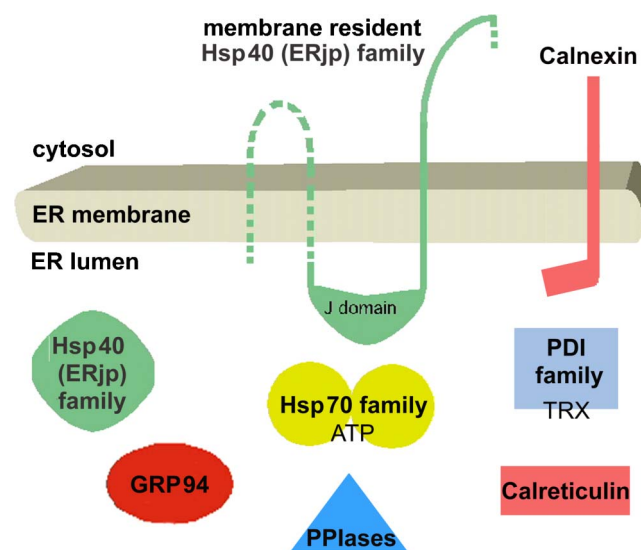 membrane resident
Hsp40 (ERjp) family
Calnexin
cytosol
ER membrane
ER lumen
J domain
Hsp40
(ERjp)
family
Hsp70 family
ATP
PDI
family
TRX
GRP94
Calreticulin
PPIases